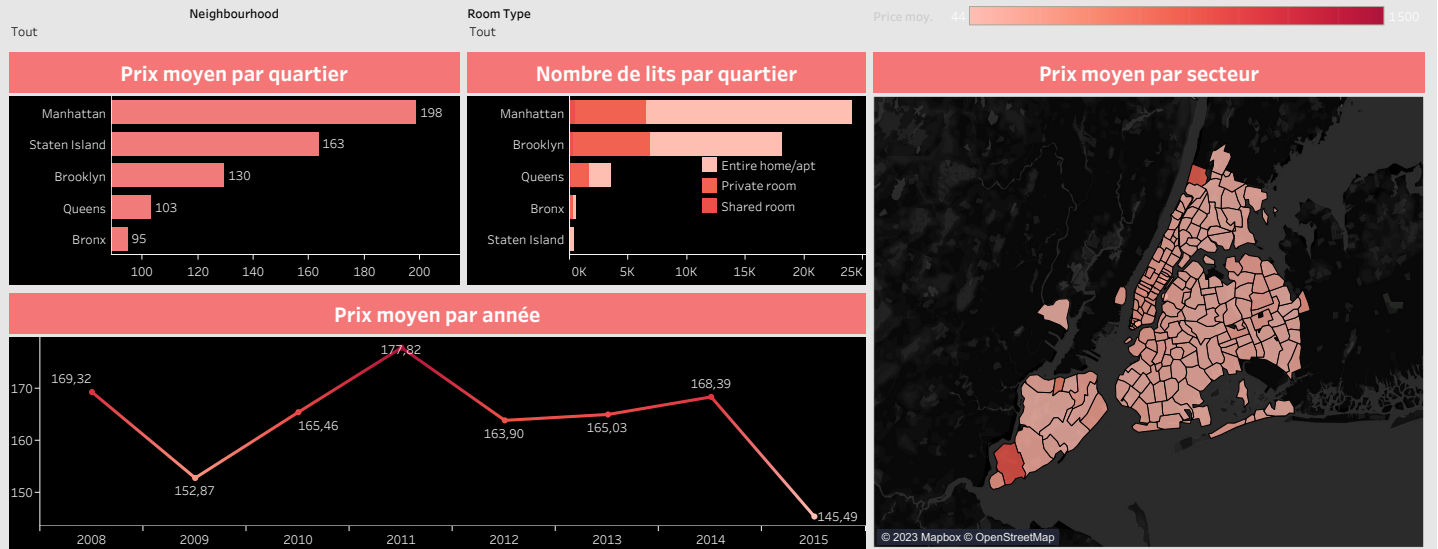 Neighbourhood
Tout
Room Type
Tout
Price moy. 44 1 500
Prix moyen par quartier
Manhattan 198
Staten Island 163
Brooklyn 130
Queens 103
Bronx 95
100 120 140 160 180 200
Nombre de lits par quartier
Manhattan
Brooklyn
Queens
Bronx
Staten Island
Entire home/apt
Private room
Shared room
0K 5K 10K 15K 20K 25K
Prix moyen par secteur
© 2023 Mapbox © OpenStreetMap
Prix moyen par année
170
160
150
169,32
152,87
165,46
177,82
163,90
165,03
168,39
145,49
2008 2009 2010 2011 2012 2013 2014 2015